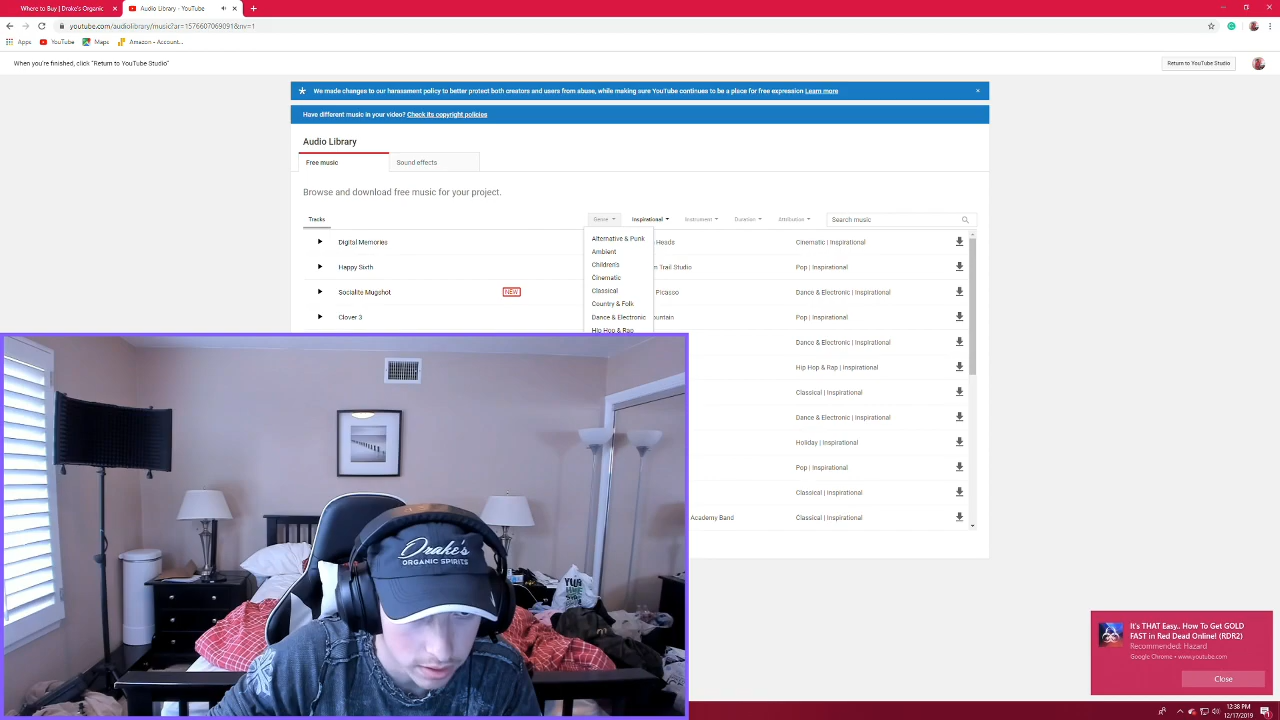 Where to Buy | Drake's Organic
Audio Library - YouTube
youtube.com/audiolibrary/music?ar=1576607069091&nv=1
Apps YouTube Maps Amazon - Account...
When you're finished, click "Return to YouTube Studio"
Return to YouTube Studio
We made changes to our harassment policy to better protect both creators and users from abuse, while making sure YouTube continues to be a place for free expression Learn more
Have different music in your video? Check its copyright policies
Audio Library
Free music Sound effects
Browse and download free music for your project.
Tracks Genre Inspirational Instrument Duration Attribution Search music
Alternative & Punk
Digital Memories Heads Cinematic | Inspirational
Ambient
Children's
Happy Sixth n Trail Studio Pop | Inspirational
Cinematic
Classical
Socialite Mugshot NEW Picasso Dance & Electronic | Inspirational
Country & Folk
Clover 3 Dance & Electronic ountain Pop | Inspirational
Hip Hop & Rap
Dance & Electronic | Inspirational
Hip Hop & Rap | Inspirational
Classical | Inspirational
Dance & Electronic | Inspirational
Holiday | Inspirational
Pop | Inspirational
Classical | Inspirational
Academy Band Classical | Inspirational
Drake's
ORGANIC SPIRITS
It's THAT Easy.. How To Get GOLD
FAST in Red Dead Online! (RDR2)
Recommended: Hazard
Google Chrome • www.youtube.com
Close
12:38 PM
12/17/2019